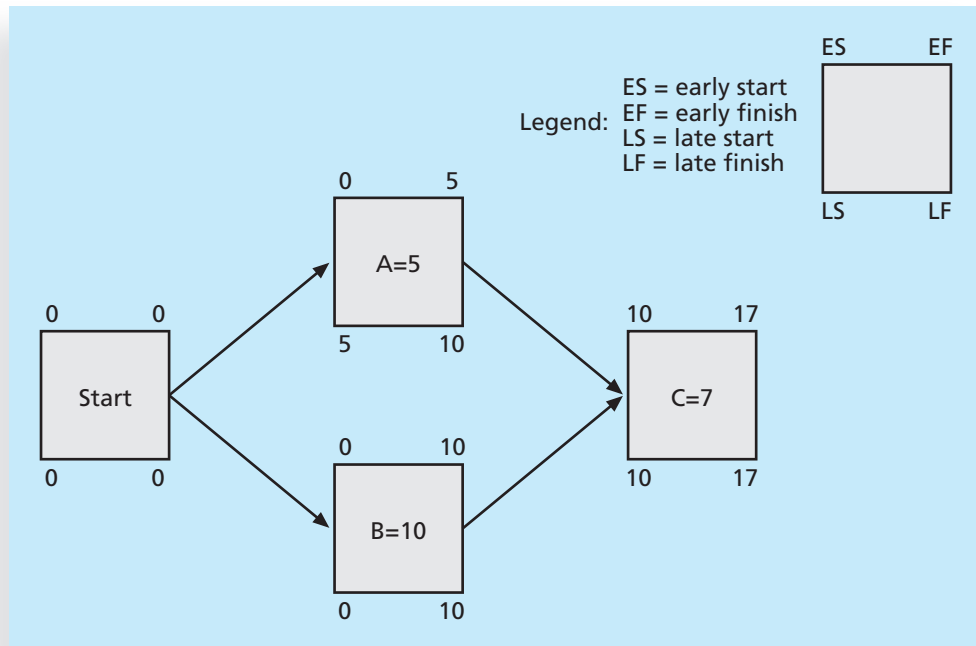 ES EF
ES = early start
EF = early finish
Legend:
LS = late start
LF = late finish
LS LF
0 5
A=5
5 10
0 0
Start
0 0
10 17
C=7
10 17
0 10
B=10
0 10